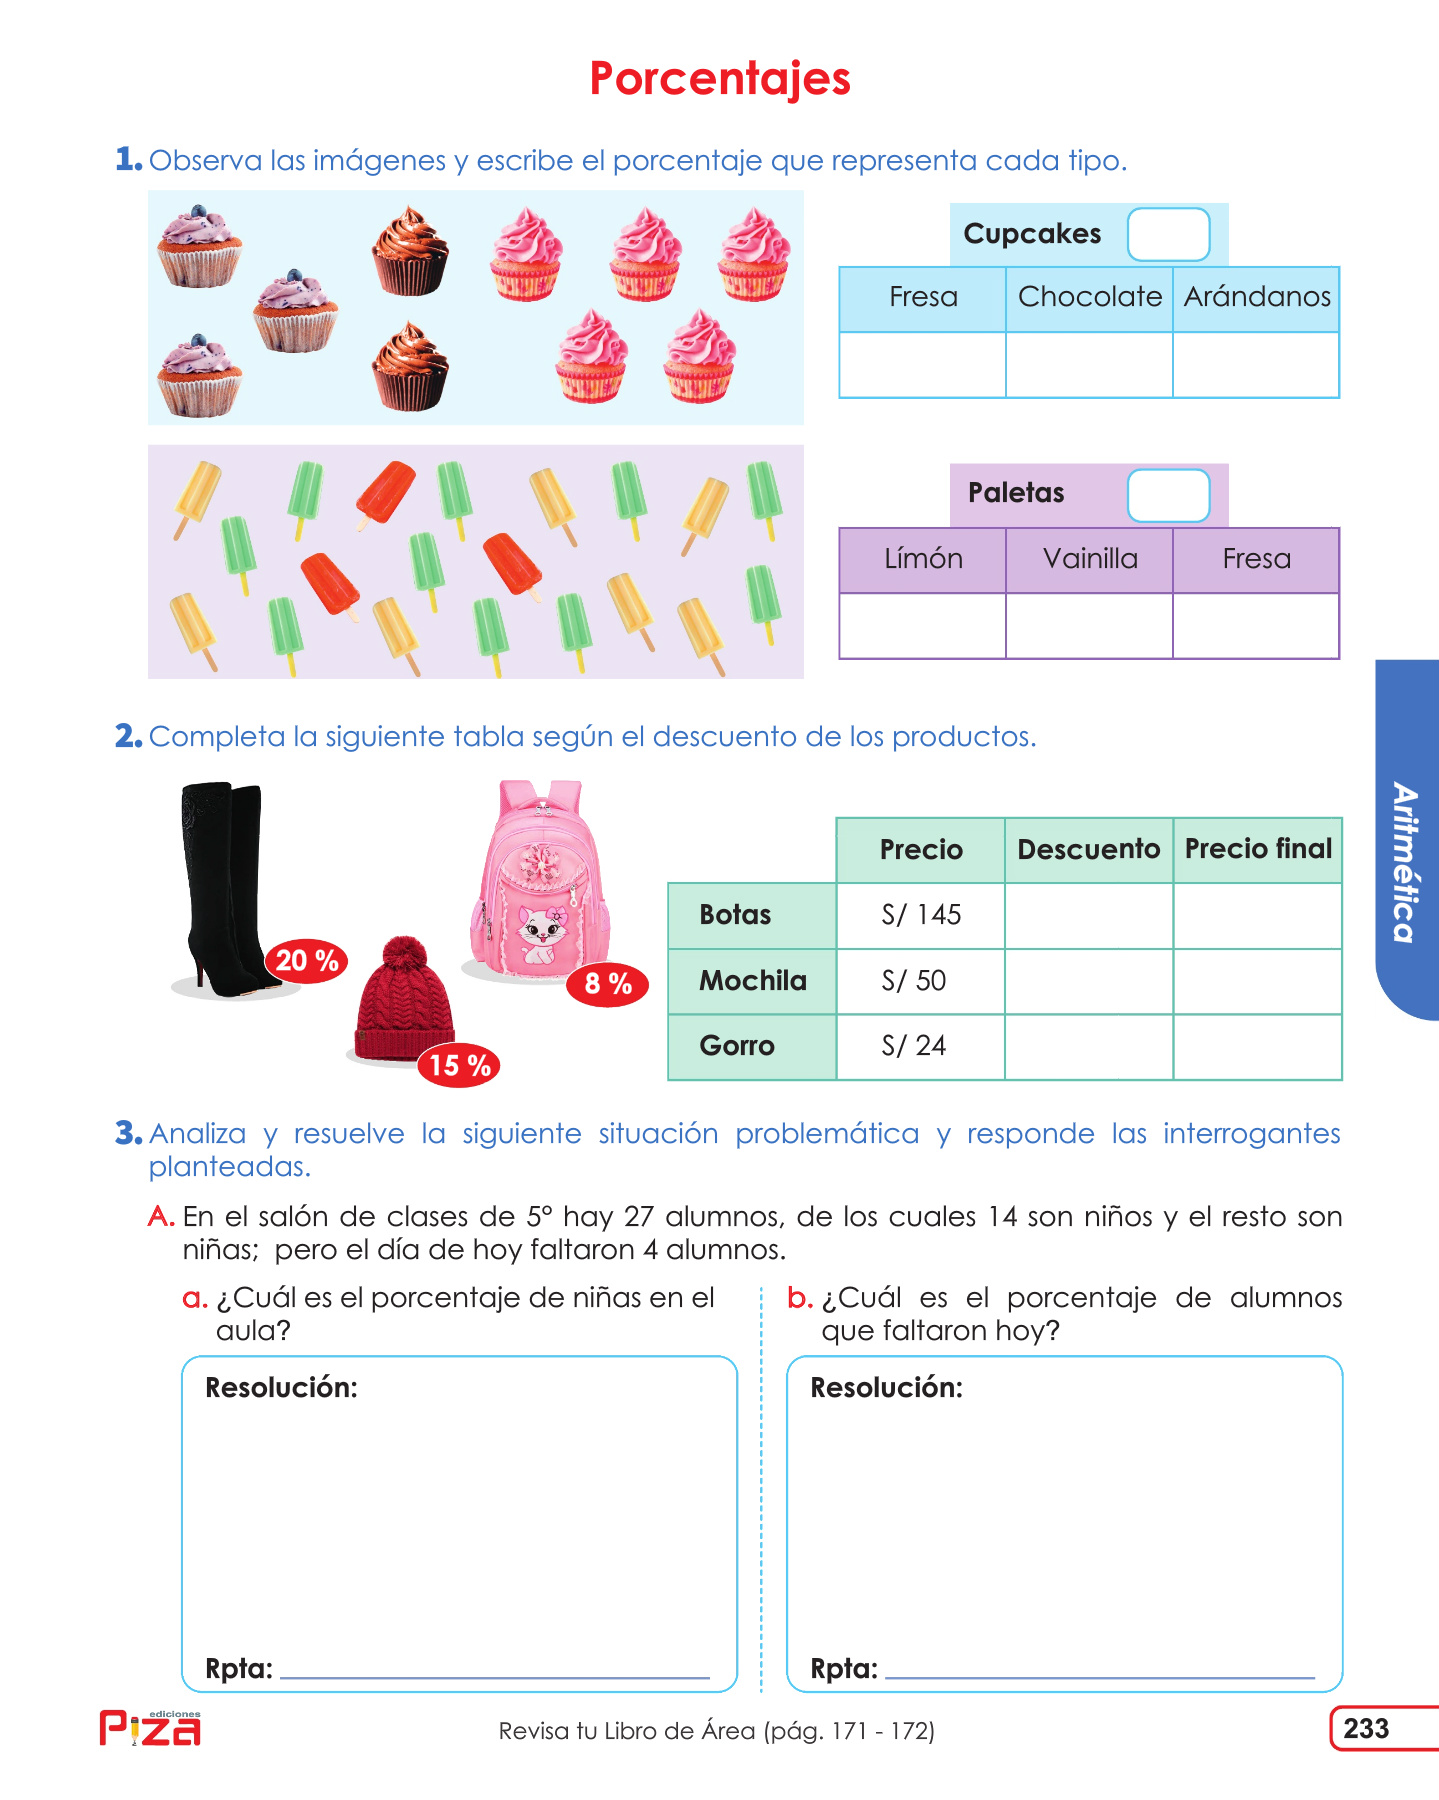 Porcentajes
1. Observa las imágenes y escribe el porcentaje que representa cada tipo.
Cupcakes
Fresa Chocolate Arándanos
Paletas
Límón Vainilla Fresa
2. Completa la siguiente tabla según el descuento de los productos.
20 %
15 %
8 %
Precio Descuento Precio final
Botas S/ 145
Mochila S/ 50
Gorro S/ 24
Aritmética
3. Analiza y resuelve la siguiente situación problemática y responde las interrogantes
planteadas.
A. En el salón de clases de 5° hay 27 alumnos, de los cuales 14 son niños y el resto son
niñas; pero el día de hoy faltaron 4 alumnos.
a. ¿Cuál es el porcentaje de niñas en el
aula?
Resolución:
Rpta:
b. ¿Cuál es el porcentaje de alumnos
que faltaron hoy?
Resolución:
Rpta:
ediciones
Piza
Revisa tu Libro de Área (pág. 171 - 172)
233